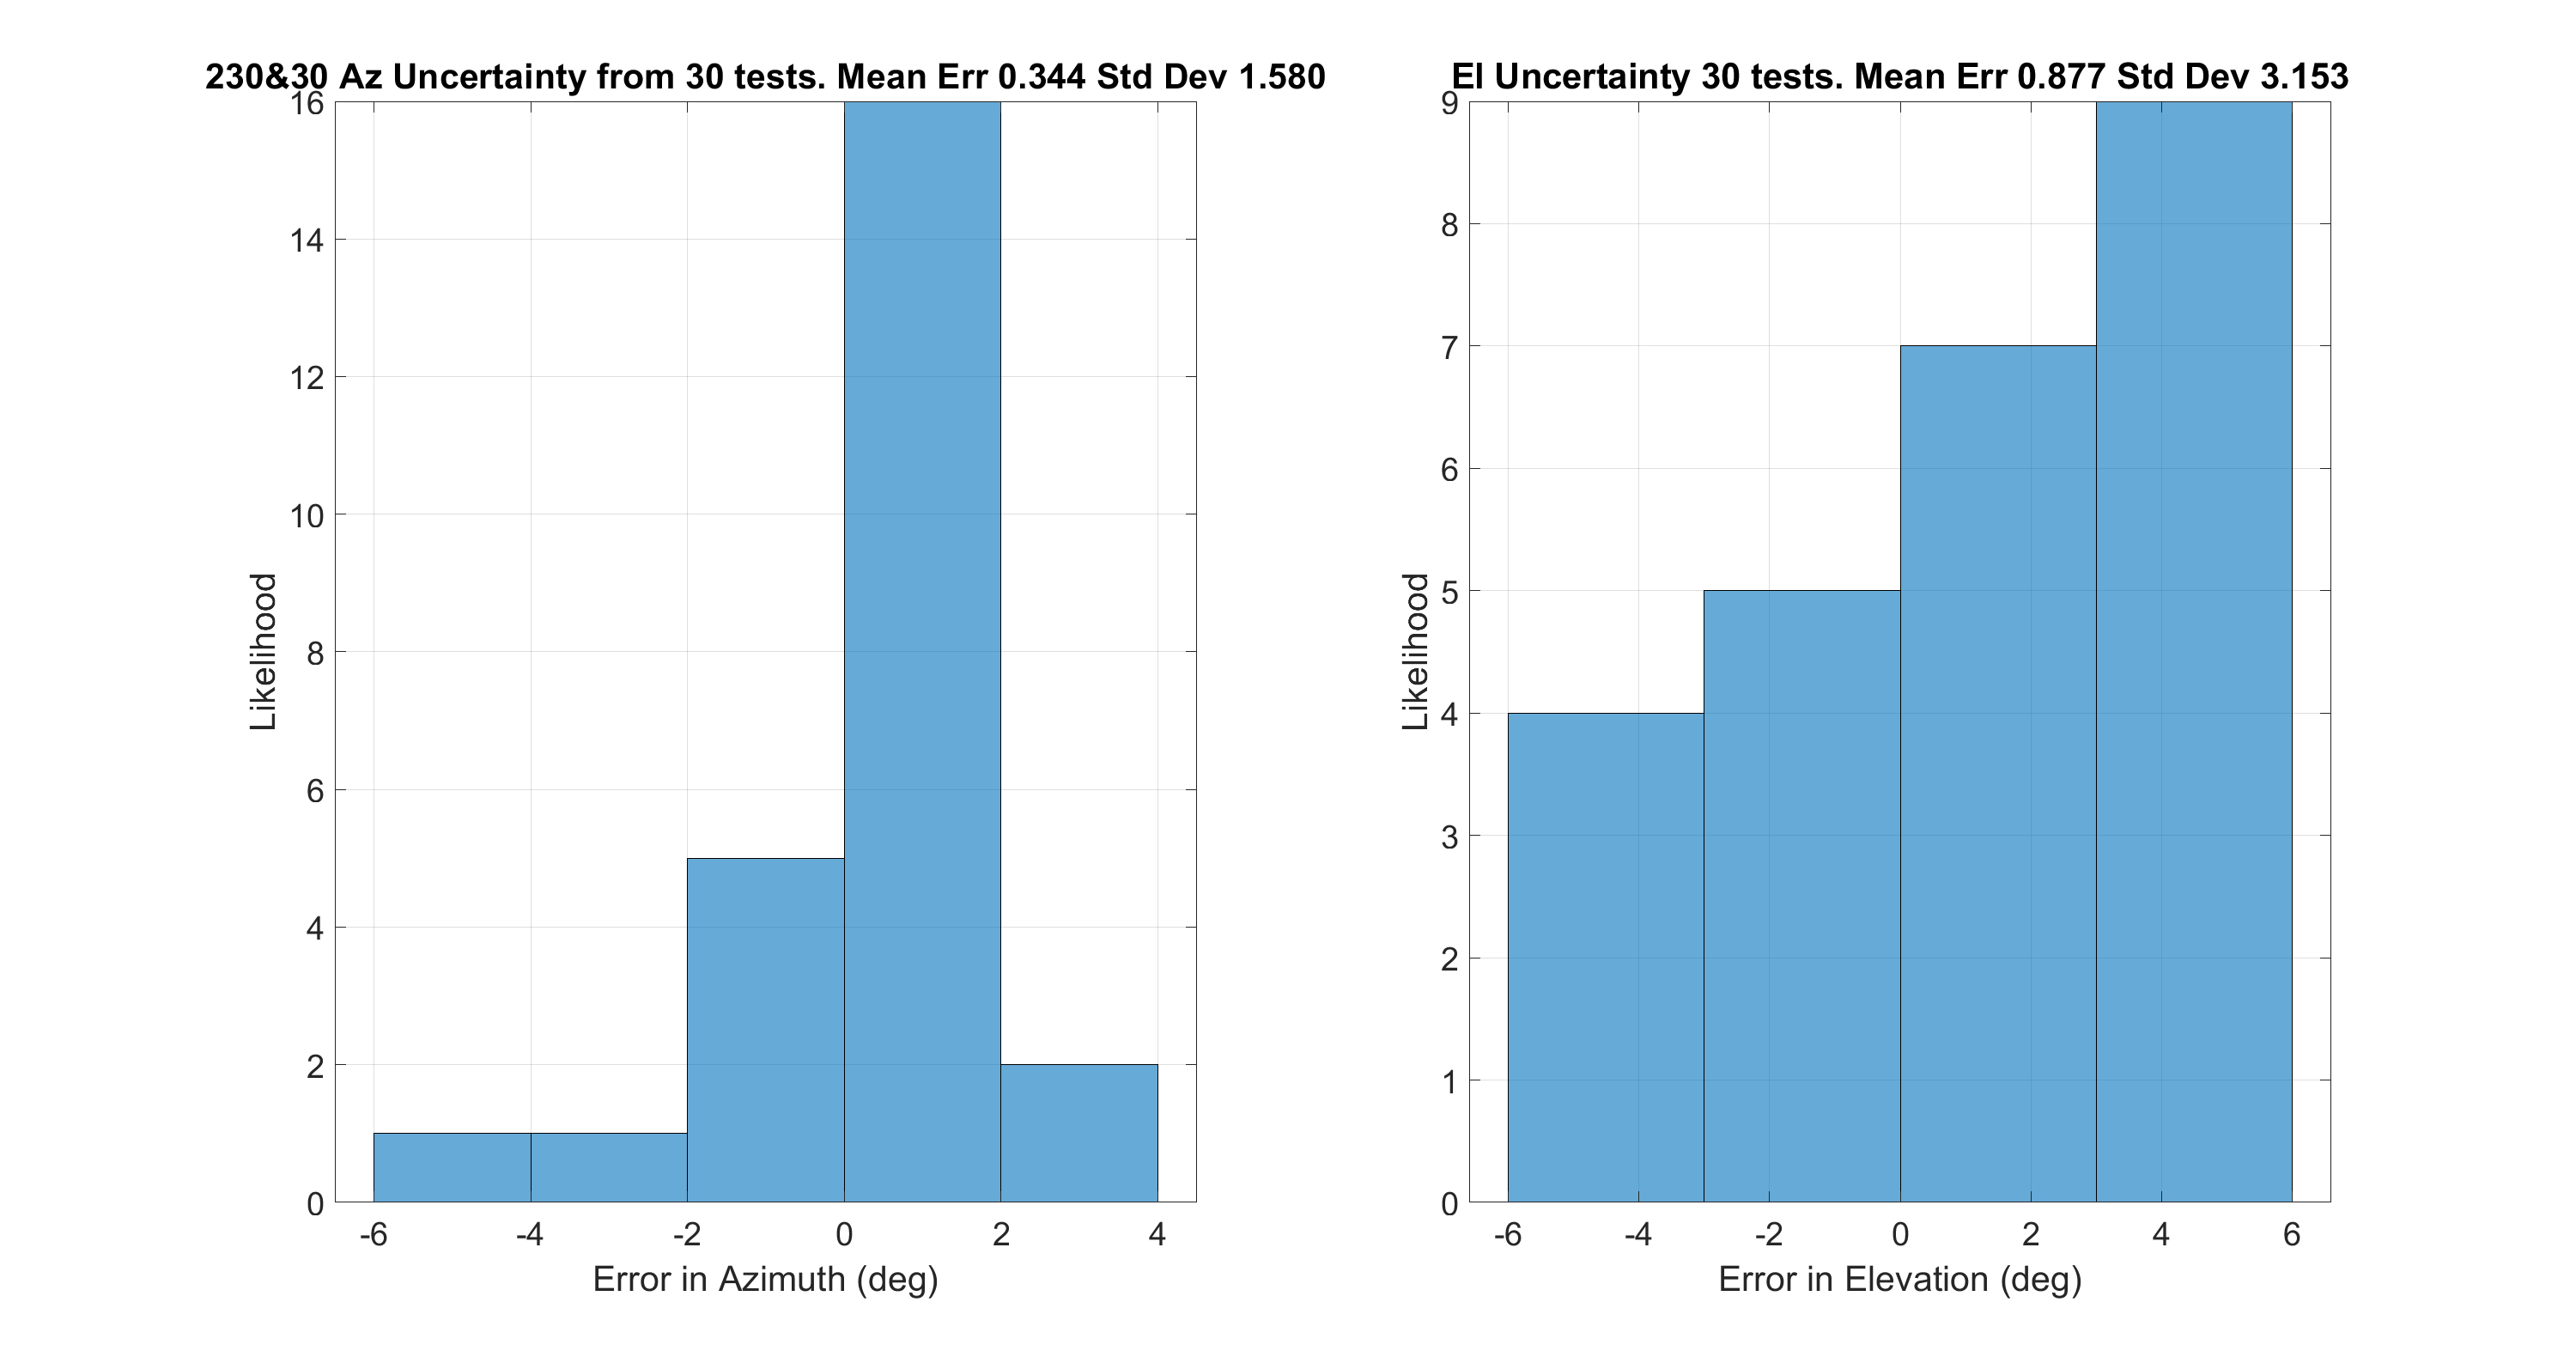 230&30 Az Uncertainty from 30 tests. Mean Err 0.344 Std Dev 1.580
16
14
12
10
8
6
4
2
0
Likelihood
-6 -4 -2 0 2 4
Error in Azimuth (deg)
El Uncertainty 30 tests. Mean Err 0.877 Std Dev 3.153
9
8
7
6
5
4
3
2
1
0
Likelihood
-6 -4 -2 0 2 4 6
Error in Elevation (deg)